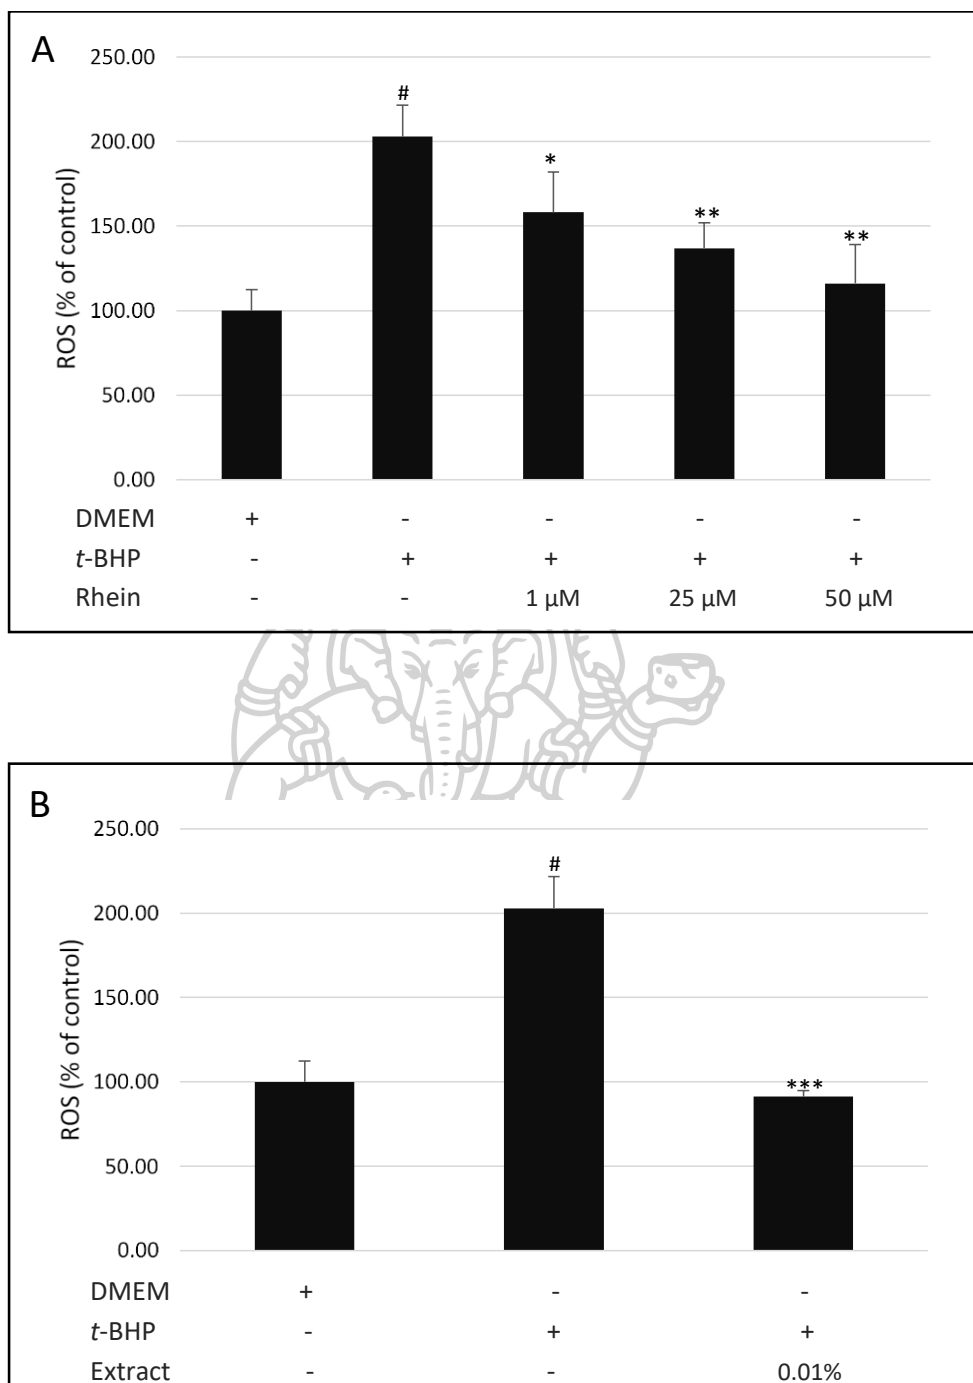 A
250.00
#
200.00
*
150.00
**
**
100.00
50.00
0.00
ROS (% of control)
DMEM + - - - -
t-BHP - + + + +
Rhein - - 1 µM 25 µM 50 µM
B
250.00
#
200.00
150.00
100.00
***
50.00
0.00
ROS (% of control)
DMEM + - -
t-BHP - + +
Extract - - 0.01%